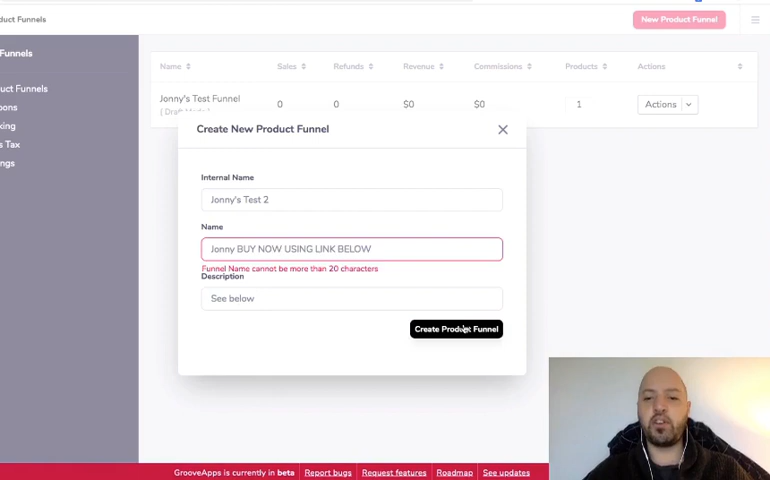 duct Funnels
New Product Funnel
Funnels
duct Funnels
pons
king
s Tax
ngs
Name Sales Refunds Revenue Commissions Products Actions
Jonny's Test Funnel 0 0 $0 $0 1 Actions
Create New Product Funnel
Internal Name
Jonny's Test 2
Name
Jonny BUY NOW USING LINK BELOW
Funnel Name cannot be more than 20 characters
Description
See below
Create Product Funnel
GrooveApps is currently in beta Report bugs Request features Roadmap See updates